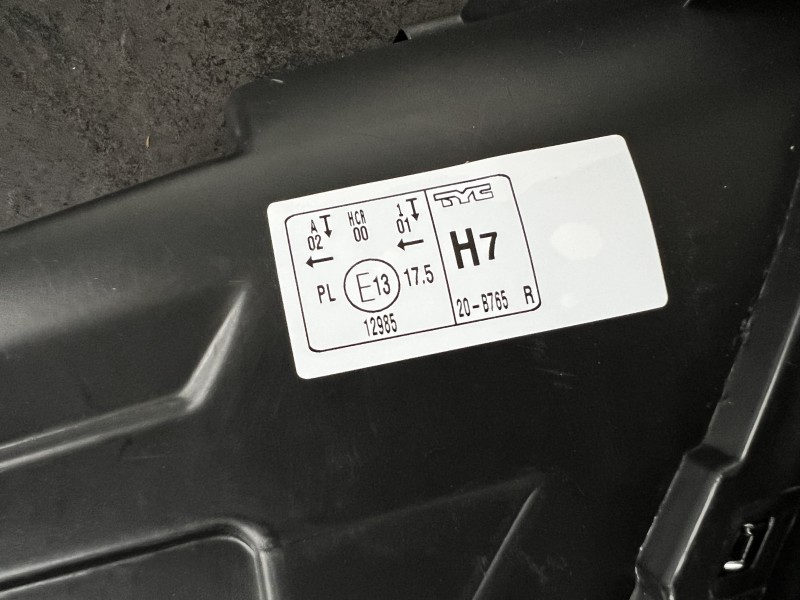 A HCR 1
02 00 01
PL E13 17.5
12985
TYC
H7
20-B765 R